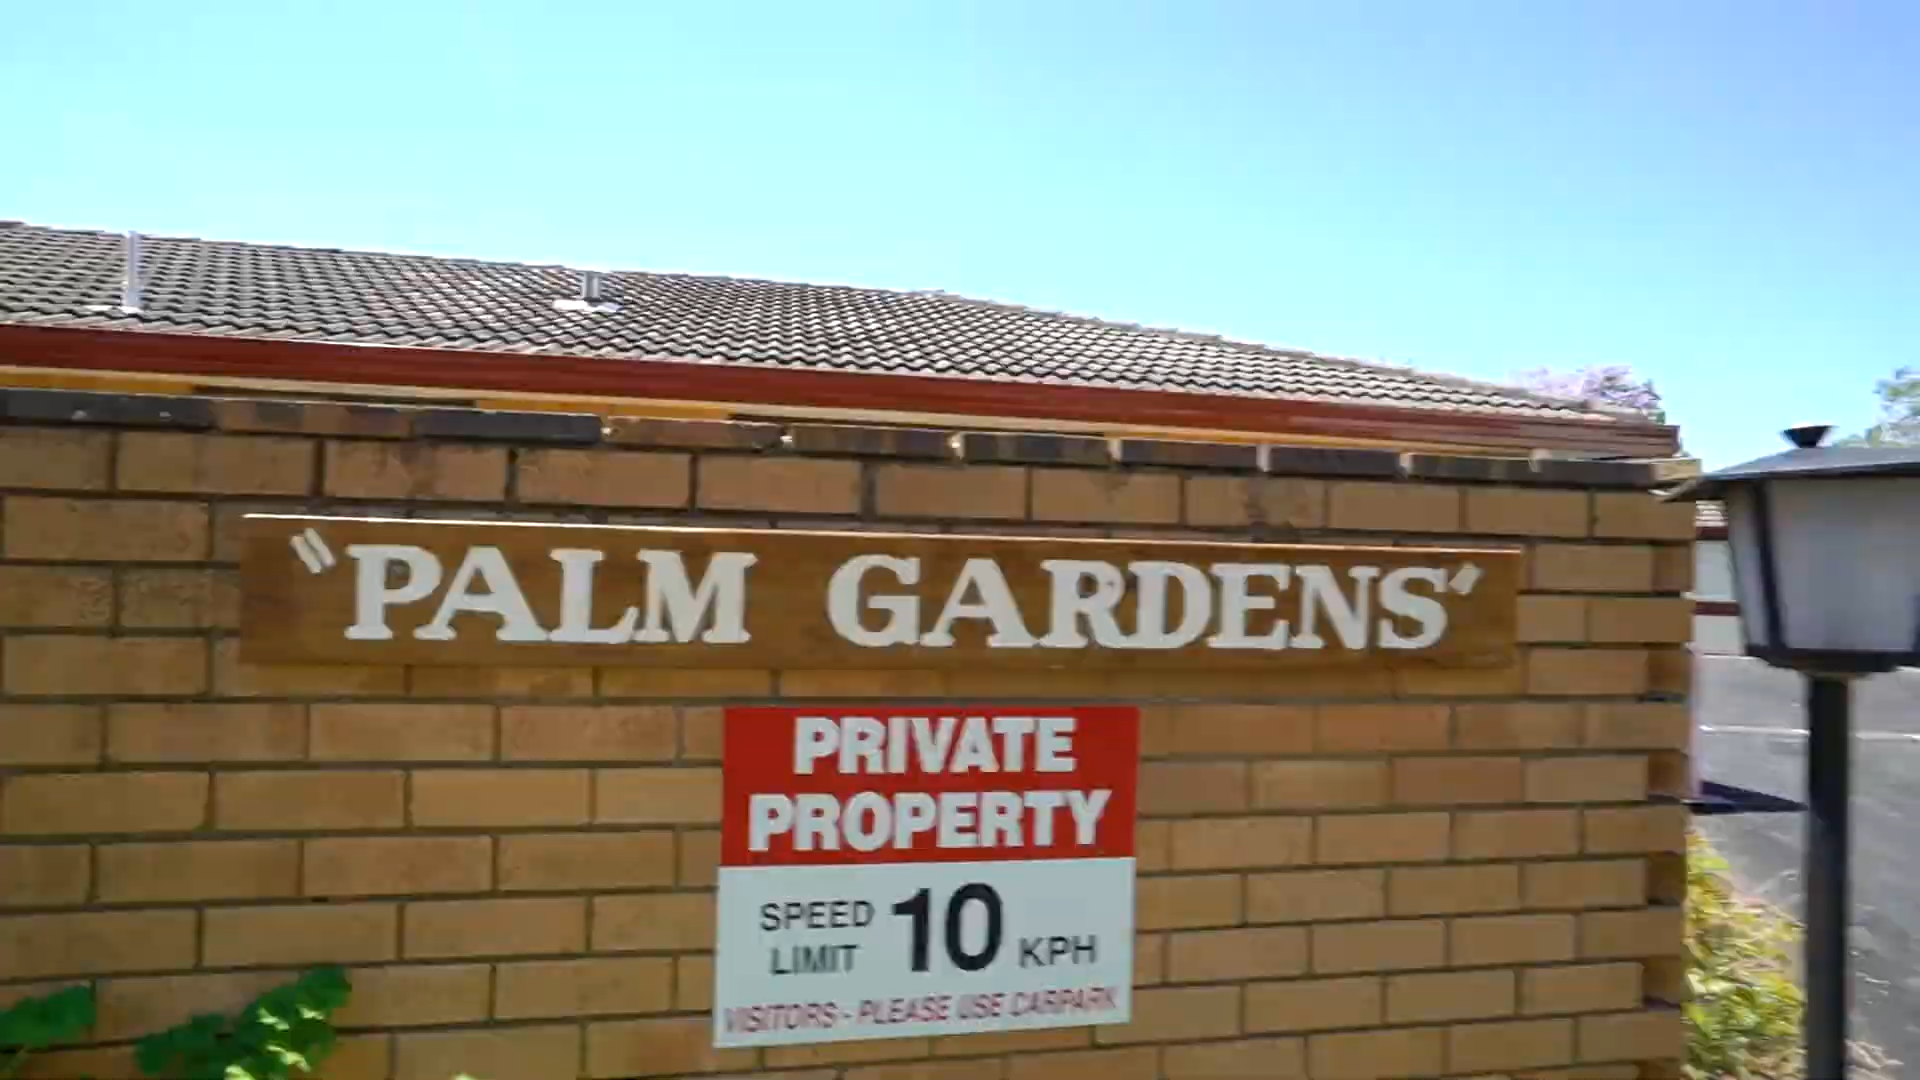 "PALM GARDENS"
PRIVATE
PROPERTY
SPEED LIMIT 10 KPH
VISITORS - PLEASE USE CARPARK